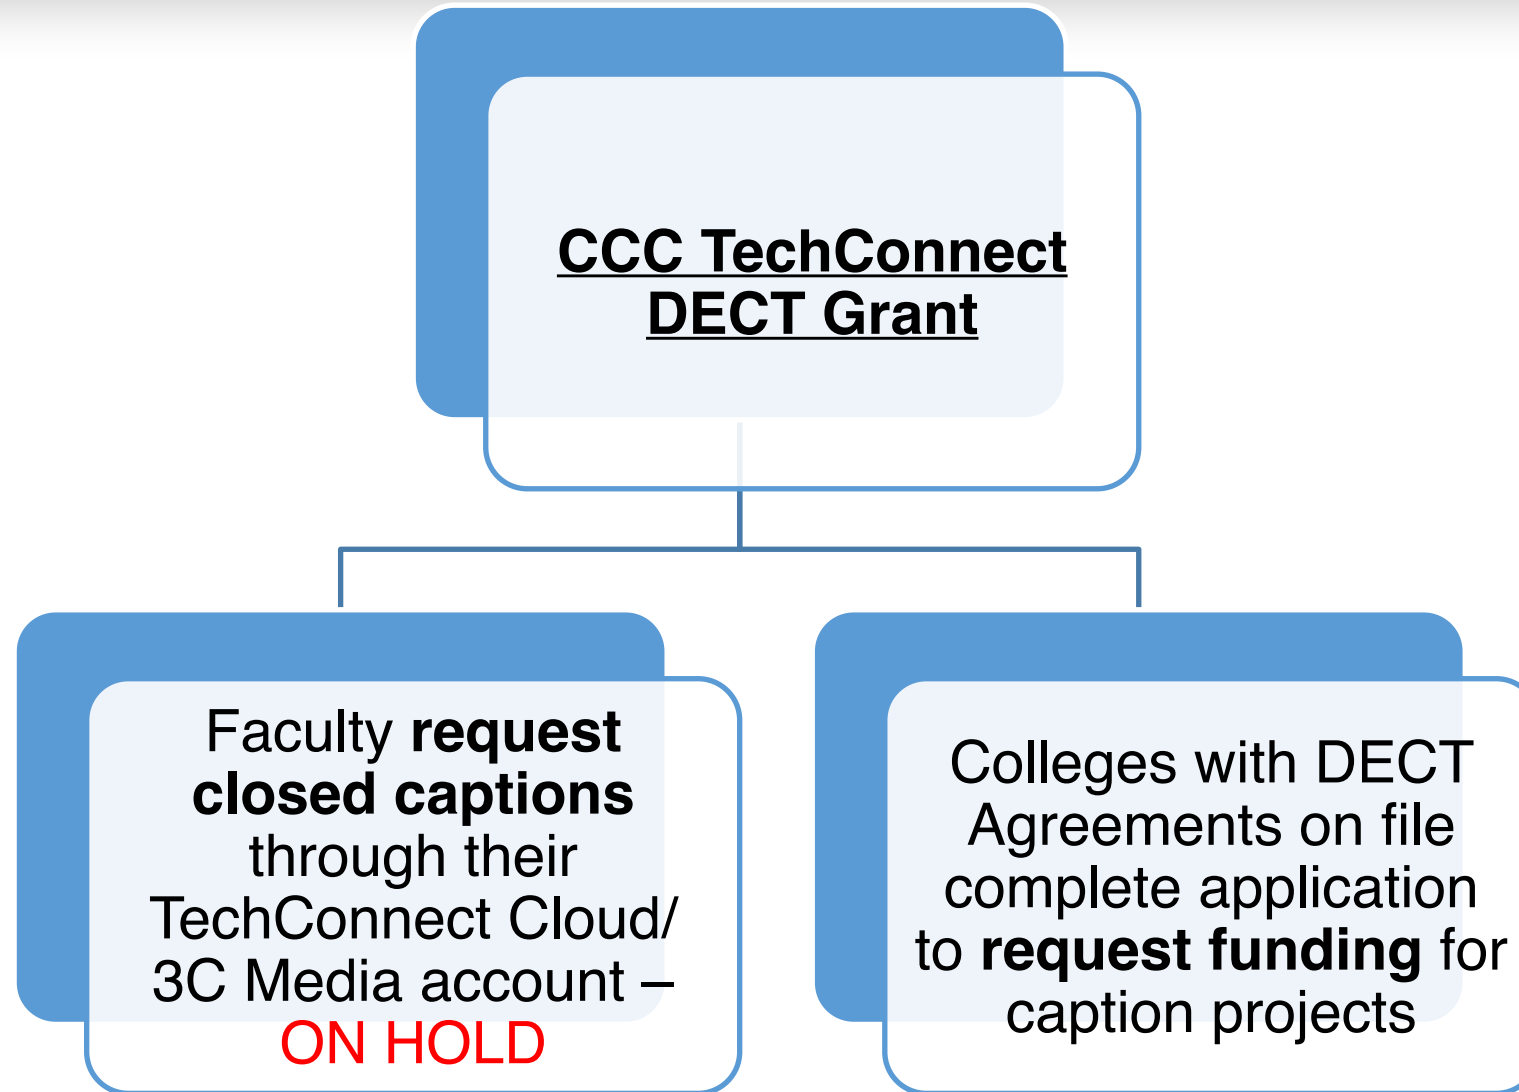 CCC TechConnect
DECT Grant
Faculty request
closed captions
through their
TechConnect Cloud/
3C Media account –
ON HOLD
Colleges with DECT
Agreements on file
complete application
to request funding for
caption projects